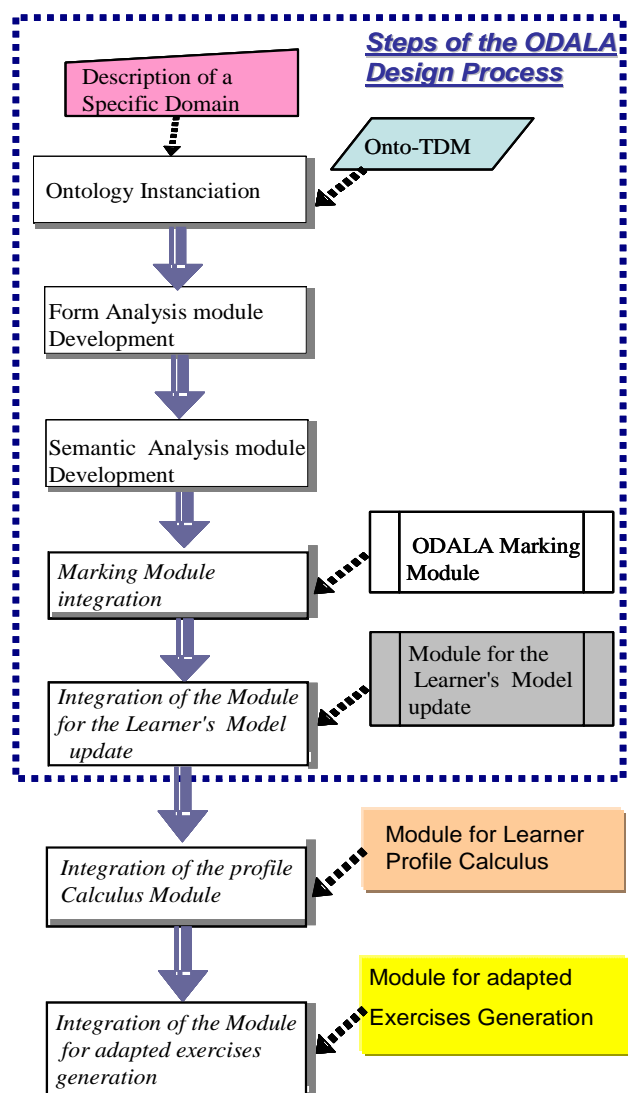 Steps of the ODALA
Design Process
Description of a
Specific Domain
Onto-TDM
Ontology Instanciation
Form Analysis module
Development
Semantic Analysis module
Development
ODALA Marking
Module
Marking Module
integration
Module for the
Learner's Model
update
Integration of the Module
for the Learner's Model
update
Module for Learner
Profile Calculus
Integration of the profile
Calculus Module
Module for adapted
Exercises Generation
Integration of the Module
for adapted exercises
generation